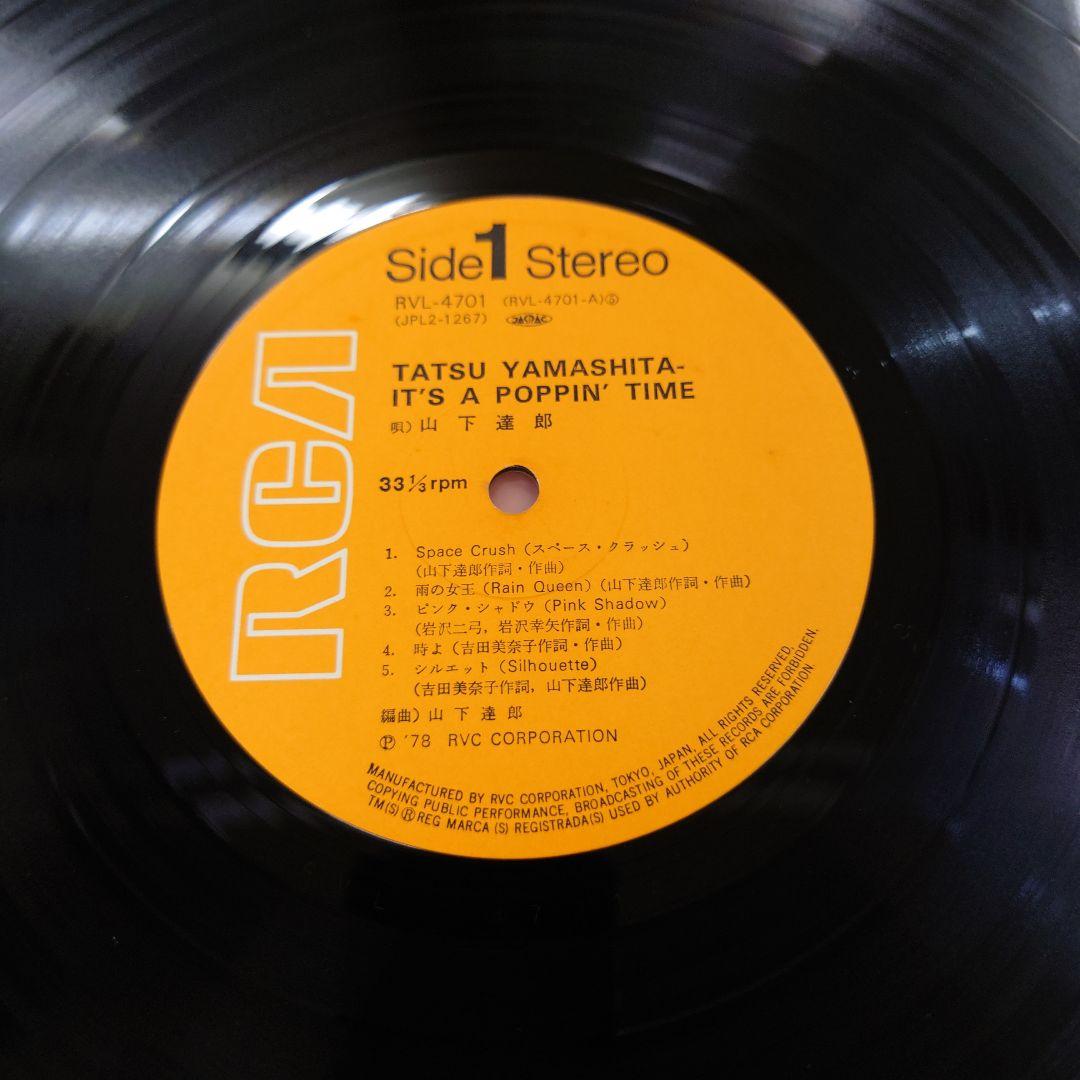 Side 1 Stereo
RVL-4701 (RVL-4701-A)⑤
(JPL2-1267) JASRAC
TATSU YAMASHITA-
IT'S A POPPIN' TIME
唄) 山下達郎
33⅓rpm
1. Space Crush (スペース・クラッシュ)
(山下達郎作詞・作曲)
2. 雨の女王 (Rain Queen) (山下達郎作詞・作曲)
3. ピンク・シャドウ (Pink Shadow)
(岩沢二弓, 岩沢幸矢作詞・作曲)
4. 時よ (吉田美奈子作詞・作曲)
5. シルエット (Silhouette)
(吉田美奈子作詞, 山下達郎作曲)
編曲) 山下達郎
Ⓟ '78 RVC CORPORATION
MANUFACTURED BY RVC CORPORATION, TOKYO, JAPAN, ALL RIGHTS RESERVED,
COPYING PUBLIC PERFORMANCE, BROADCASTING OF THESE RECORDS ARE FORBIDDEN.
TM(S) ® REG MARCA (S) REGISTRADA(S) USED BY AUTHORITY OF RCA CORPORATION.
RCA